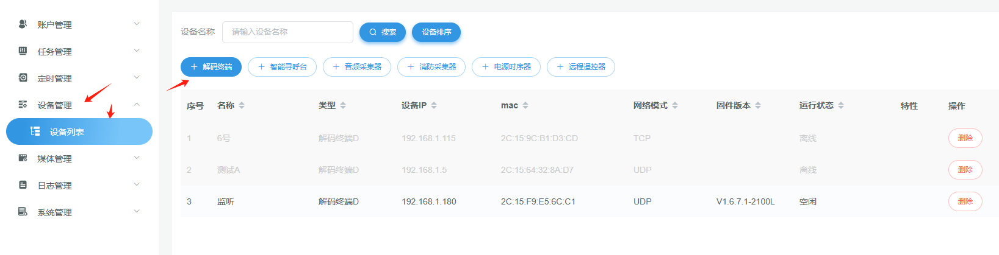 账户管理
任务管理
定时管理
设备管理
设备列表
媒体管理
日志管理
系统管理
设备名称 请输入设备名称 搜索 设备排序
+ 解码终端 + 智能寻呼台 + 音频采集器 + 消防采集器 + 电源时序器 + 远程遥控器
序号 名称 类型 设备IP mac 网络模式 固件版本 运行状态 特性 操作
1 6号 解码终端D 192.168.1.115 2C:15:9C:B1:D3:CD TCP 离线 删除
2 测试A 解码终端D 192.168.1.5 2C:15:64:32:8A:D7 UDP 离线 删除
3 监听 解码终端D 192.168.1.180 2C:15:F9:E5:6C:C1 UDP V1.6.7.1-2100L 空闲 删除